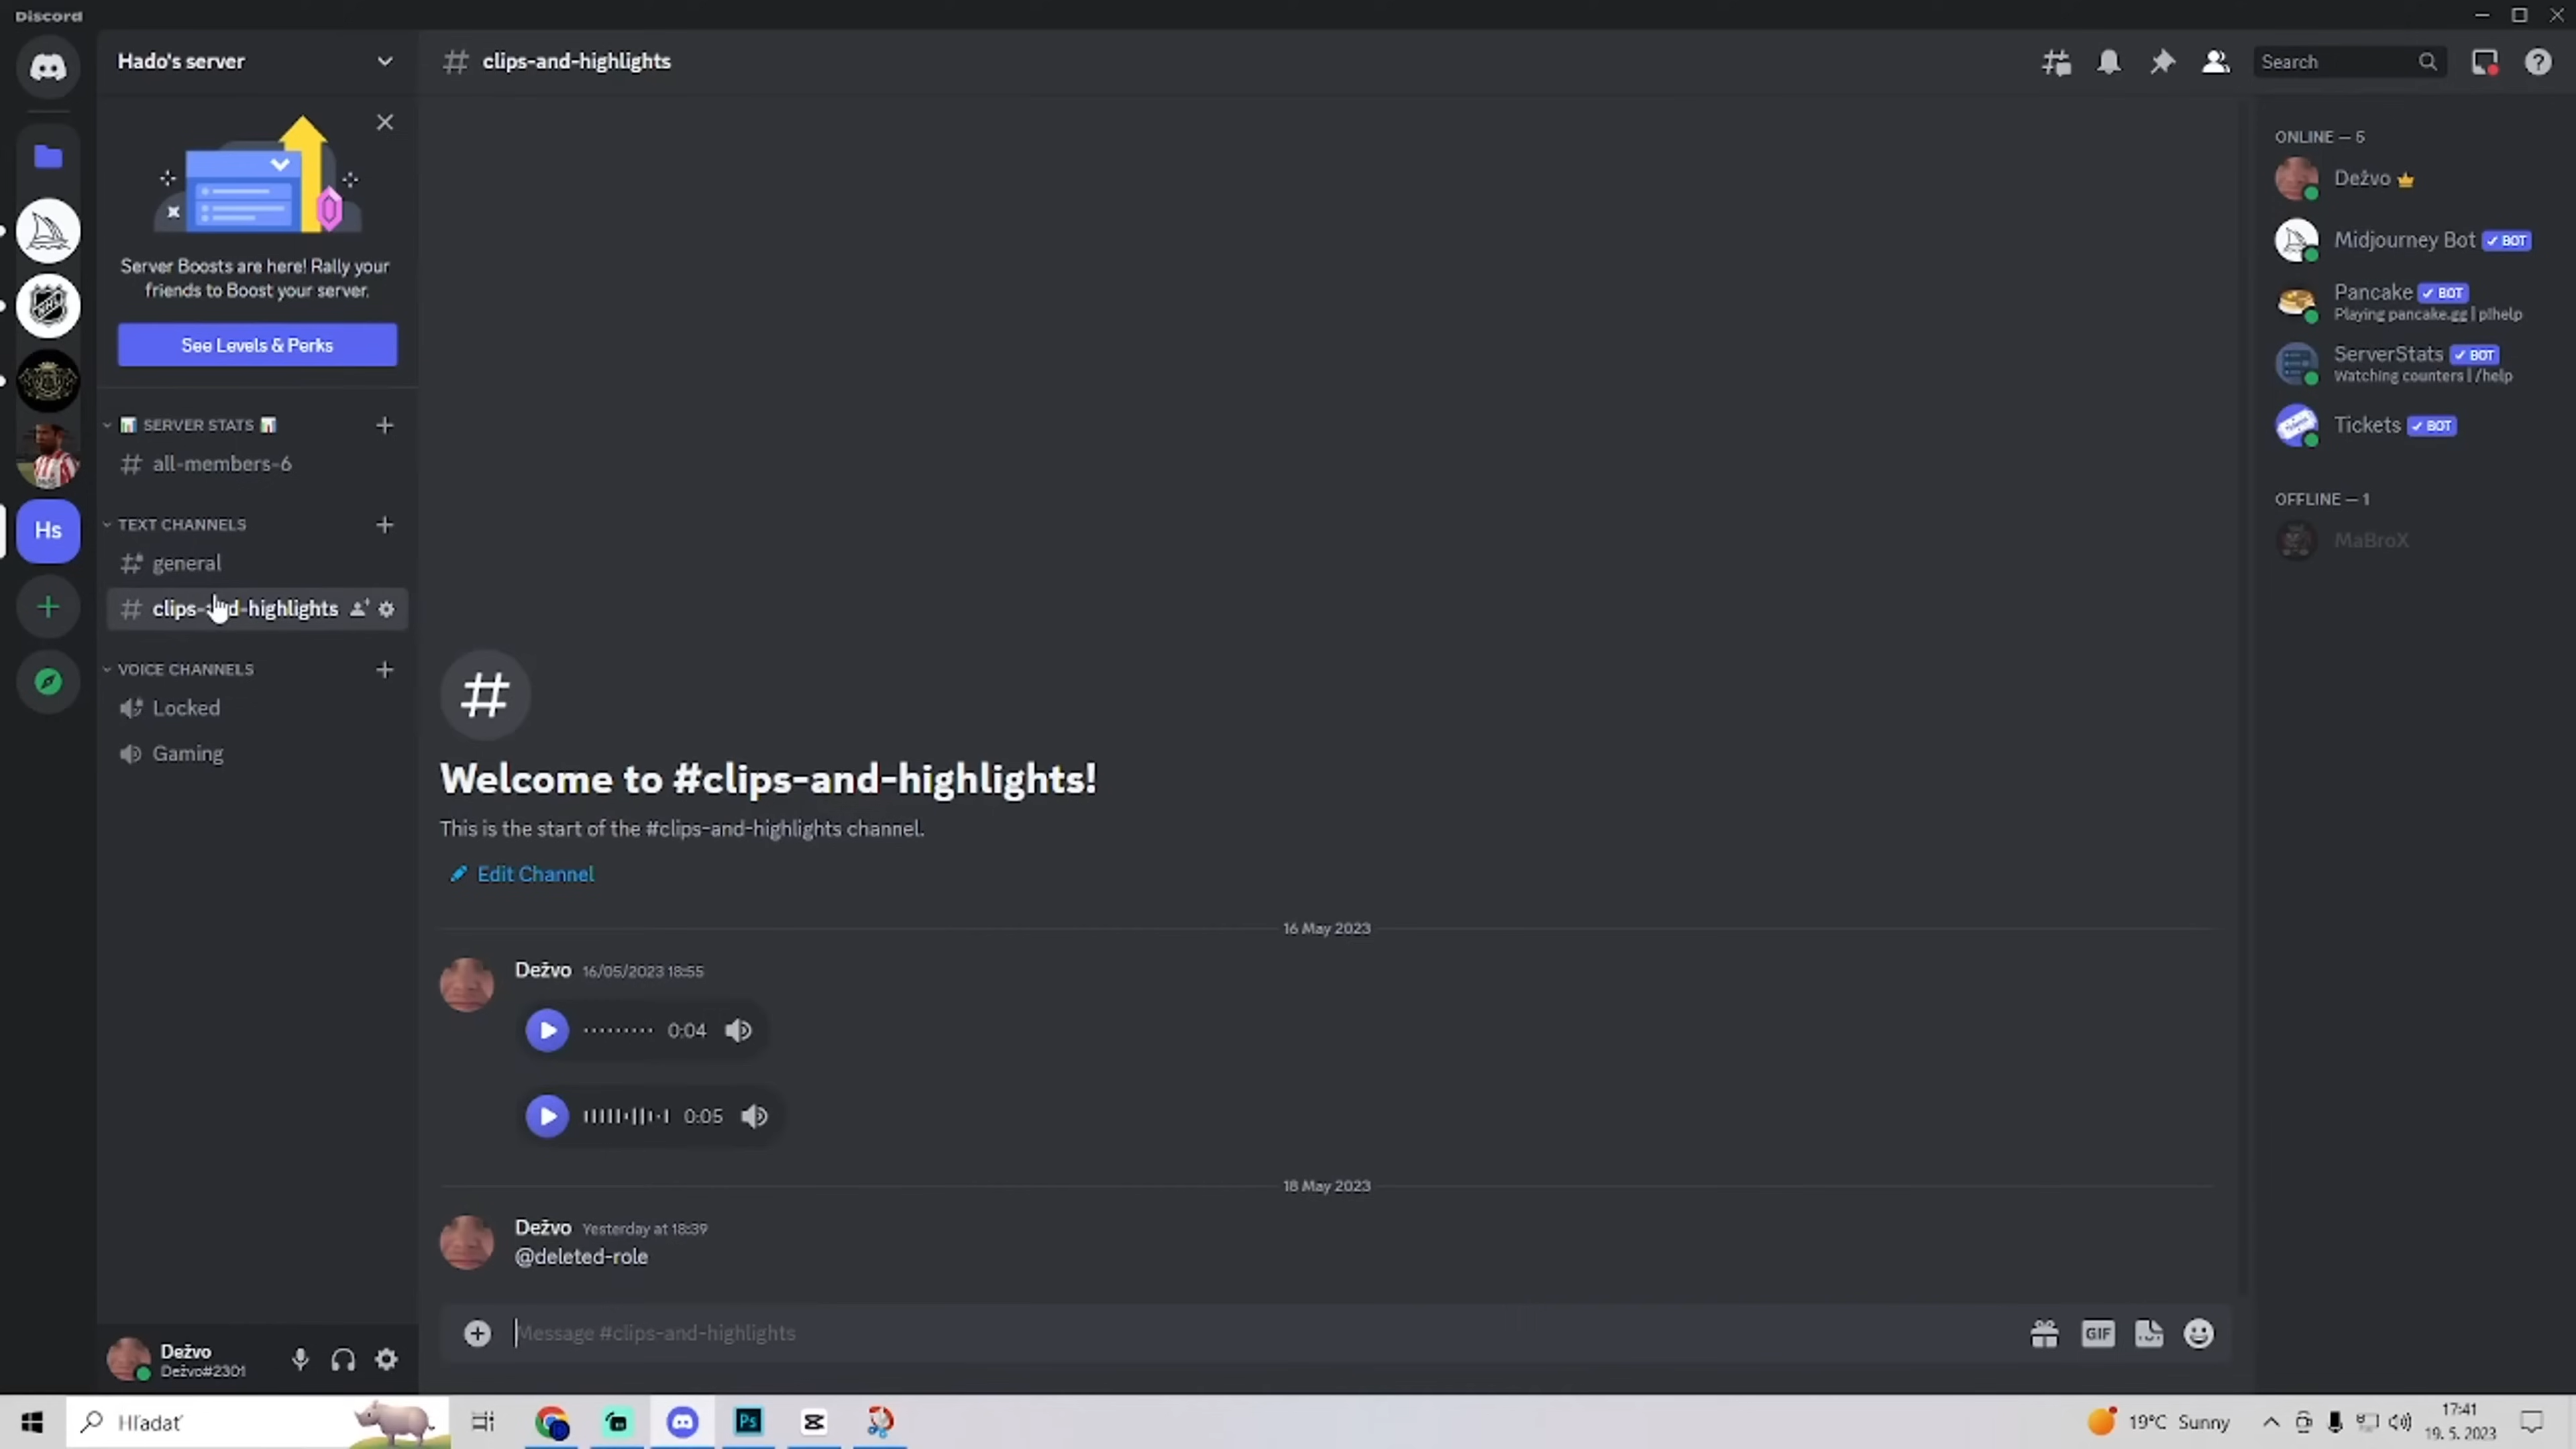 Discord
Hado's server
Server Boosts are here! Rally your
friends to Boost your server.
See Levels & Perks
SERVER STATS
all-members-6
TEXT CHANNELS
general
clips-and-highlights
VOICE CHANNELS
Locked
Gaming
Hs
NHL
Dežvo
Dežvo#2301
clips-and-highlights
Search
Welcome to #clips-and-highlights!
This is the start of the #clips-and-highlights channel.
Edit Channel
16 May 2023
Dežvo 16/05/2023 18:55
0:04
0:05
18 May 2023
Dežvo Yesterday at 18:39
@deleted-role
Message #clips-and-highlights
GIF
ONLINE — 5
Dežvo
Midjourney Bot BOT
Pancake BOT
Playing pancake.gg | p!help
ServerStats BOT
Watching counters | /help
Tickets BOT
OFFLINE — 1
MaBroX
Hľadať
Ps
19°C Sunny
17:41
19. 5. 2023